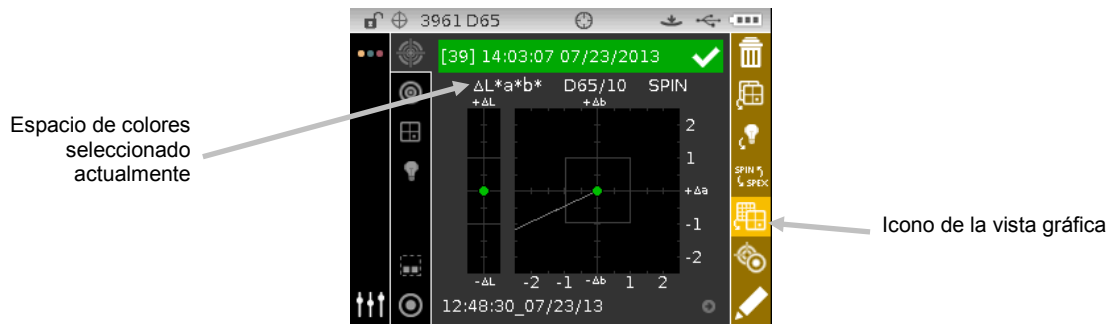 3961 D65
[39] 14:03:07 07/23/2013
ΔL*a*b* D65/10 SPIN
+ΔL +Δb
Espacio de colores
seleccionado
actualmente
2
1
SPIN
SPEX
+Δa
-1
-2
Icono de la vista gráfica
-ΔL -2 -1 -Δb 1 2
12:48:30_07/23/13